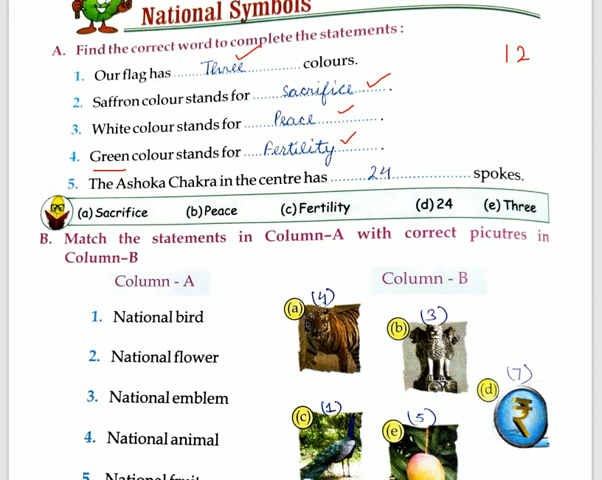 National Symbols
A. Find the correct word to complete the statements :
12
1. Our flag has ......Three...... colours.
2. Saffron colour stands for ......Sacrifice...... .
3. White colour stands for ......Peace...... .
4. Green colour stands for ......Fertility...... .
5. The Ashoka Chakra in the centre has ......24...... spokes.
(a) Sacrifice (b) Peace (c) Fertility (d) 24 (e) Three
B. Match the statements in Column-A with correct picutres in
Column-B
Column - A Column - B
(a) (4)
1. National bird
(b) (3)
2. National flower
(d) (7)
3. National emblem
(c) (1)
(e) (5)
₹
4. National animal
5. National fruit